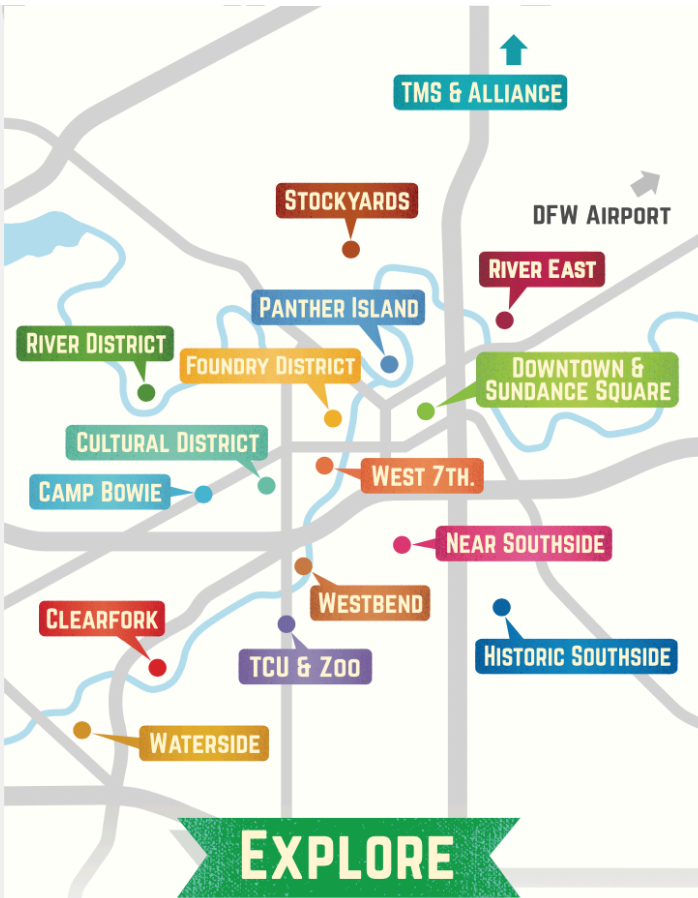 TMS & Alliance
Stockyards
DFW Airport
River East
Panther Island
River District
Foundry District
Downtown &
Sundance Square
Cultural District
West 7th.
Camp Bowie
Near Southside
Westbend
Clearfork
Historic Southside
TCU & Zoo
Waterside
Explore